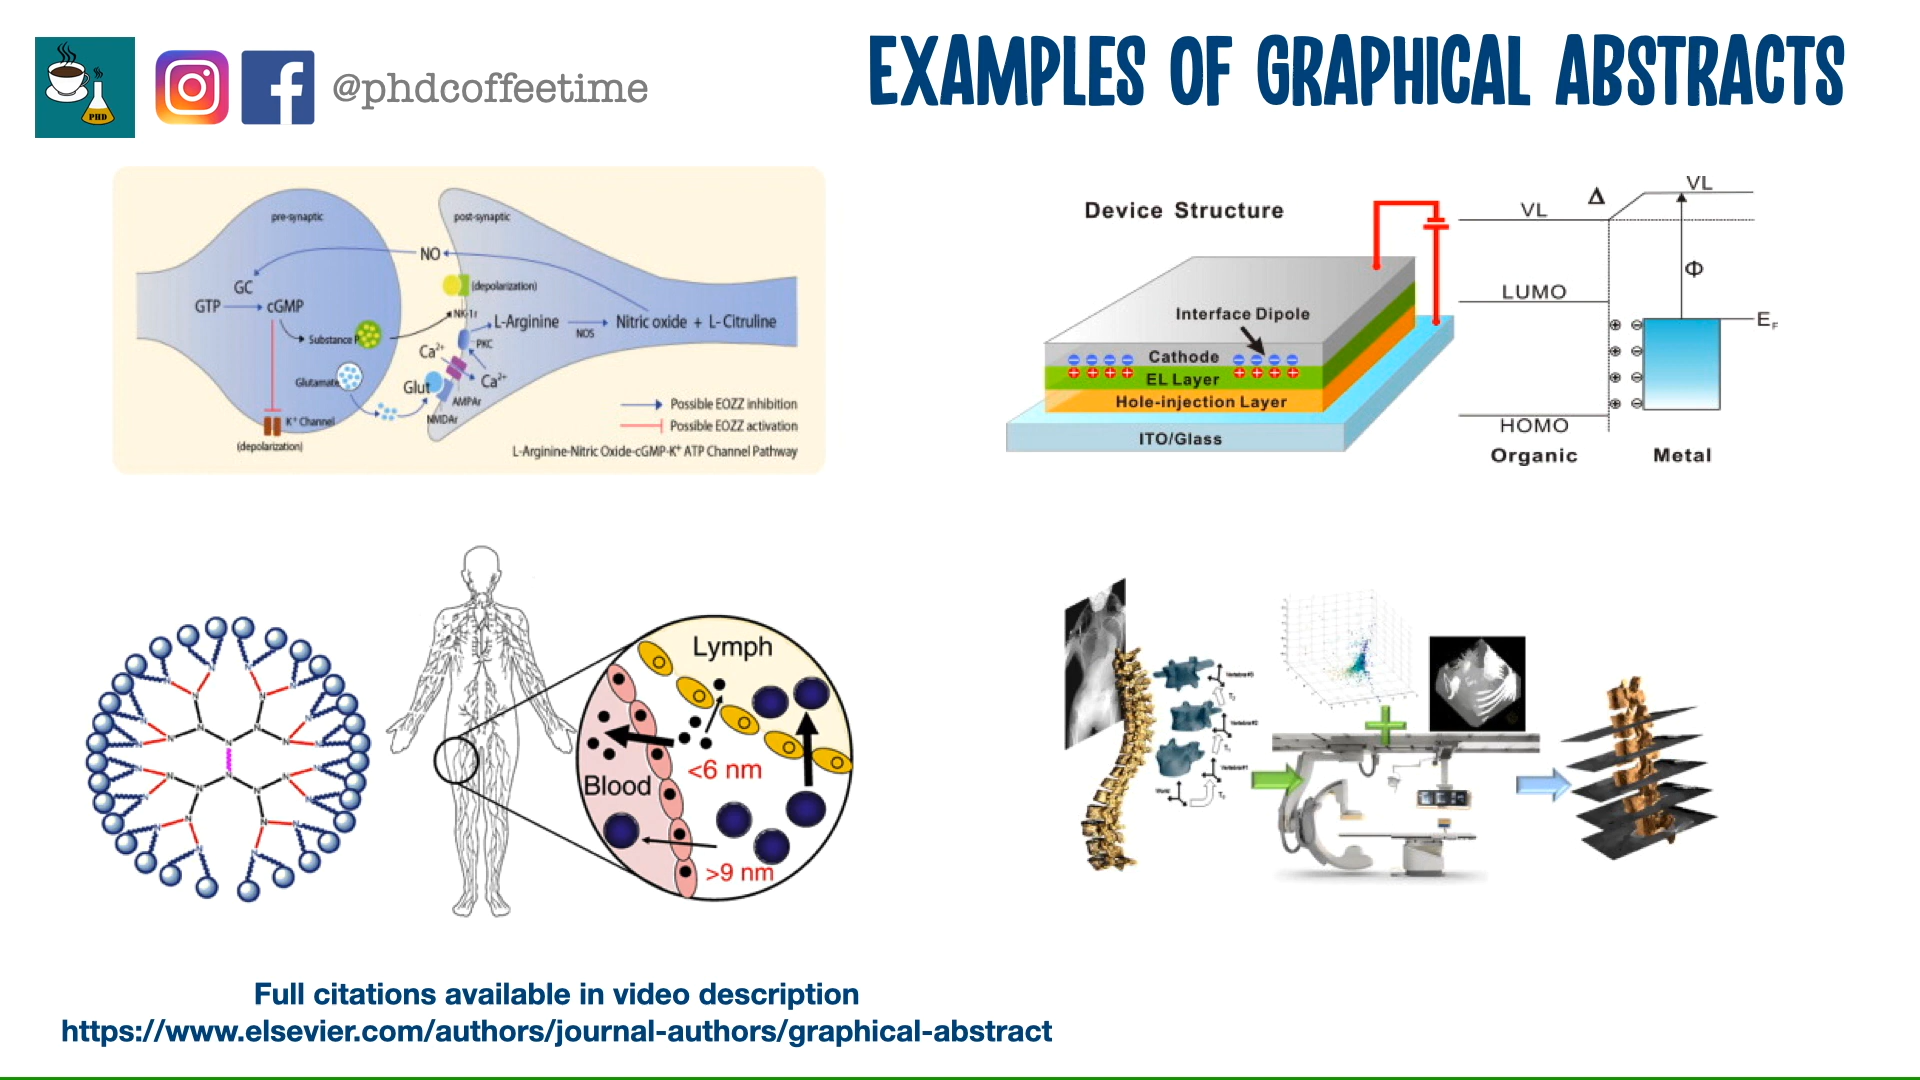 PHD
@phdcoffeetime
EXAMPLES OF GRAPHICAL ABSTRACTS
pre-synaptic
post-synaptic
NO
GC
(depolarization)
GTP
cGMP
NK-1r
L-Arginine
NOS
Nitric oxide + L- Citruline
Substance P
PKC
Ca2+
Glutamate
Glut
Ca2+
AMPAr
NMDAr
K+ Channel
(depolarization)
Possible EOZZ inhibition
Possible EOZZ activation
L-Arginine-Nitric Oxide-cGMP-K+ ATP Channel Pathway
Device Structure
Interface Dipole
Cathode
EL Layer
Hole-injection Layer
ITO/Glass
Δ
VL
VL
Φ
LUMO
EF
HOMO
Organic
Metal
Lymph
<6 nm
Blood
>9 nm
N
N
N
N
N
N
Full citations available in video description
https://www.elsevier.com/authors/journal-authors/graphical-abstract